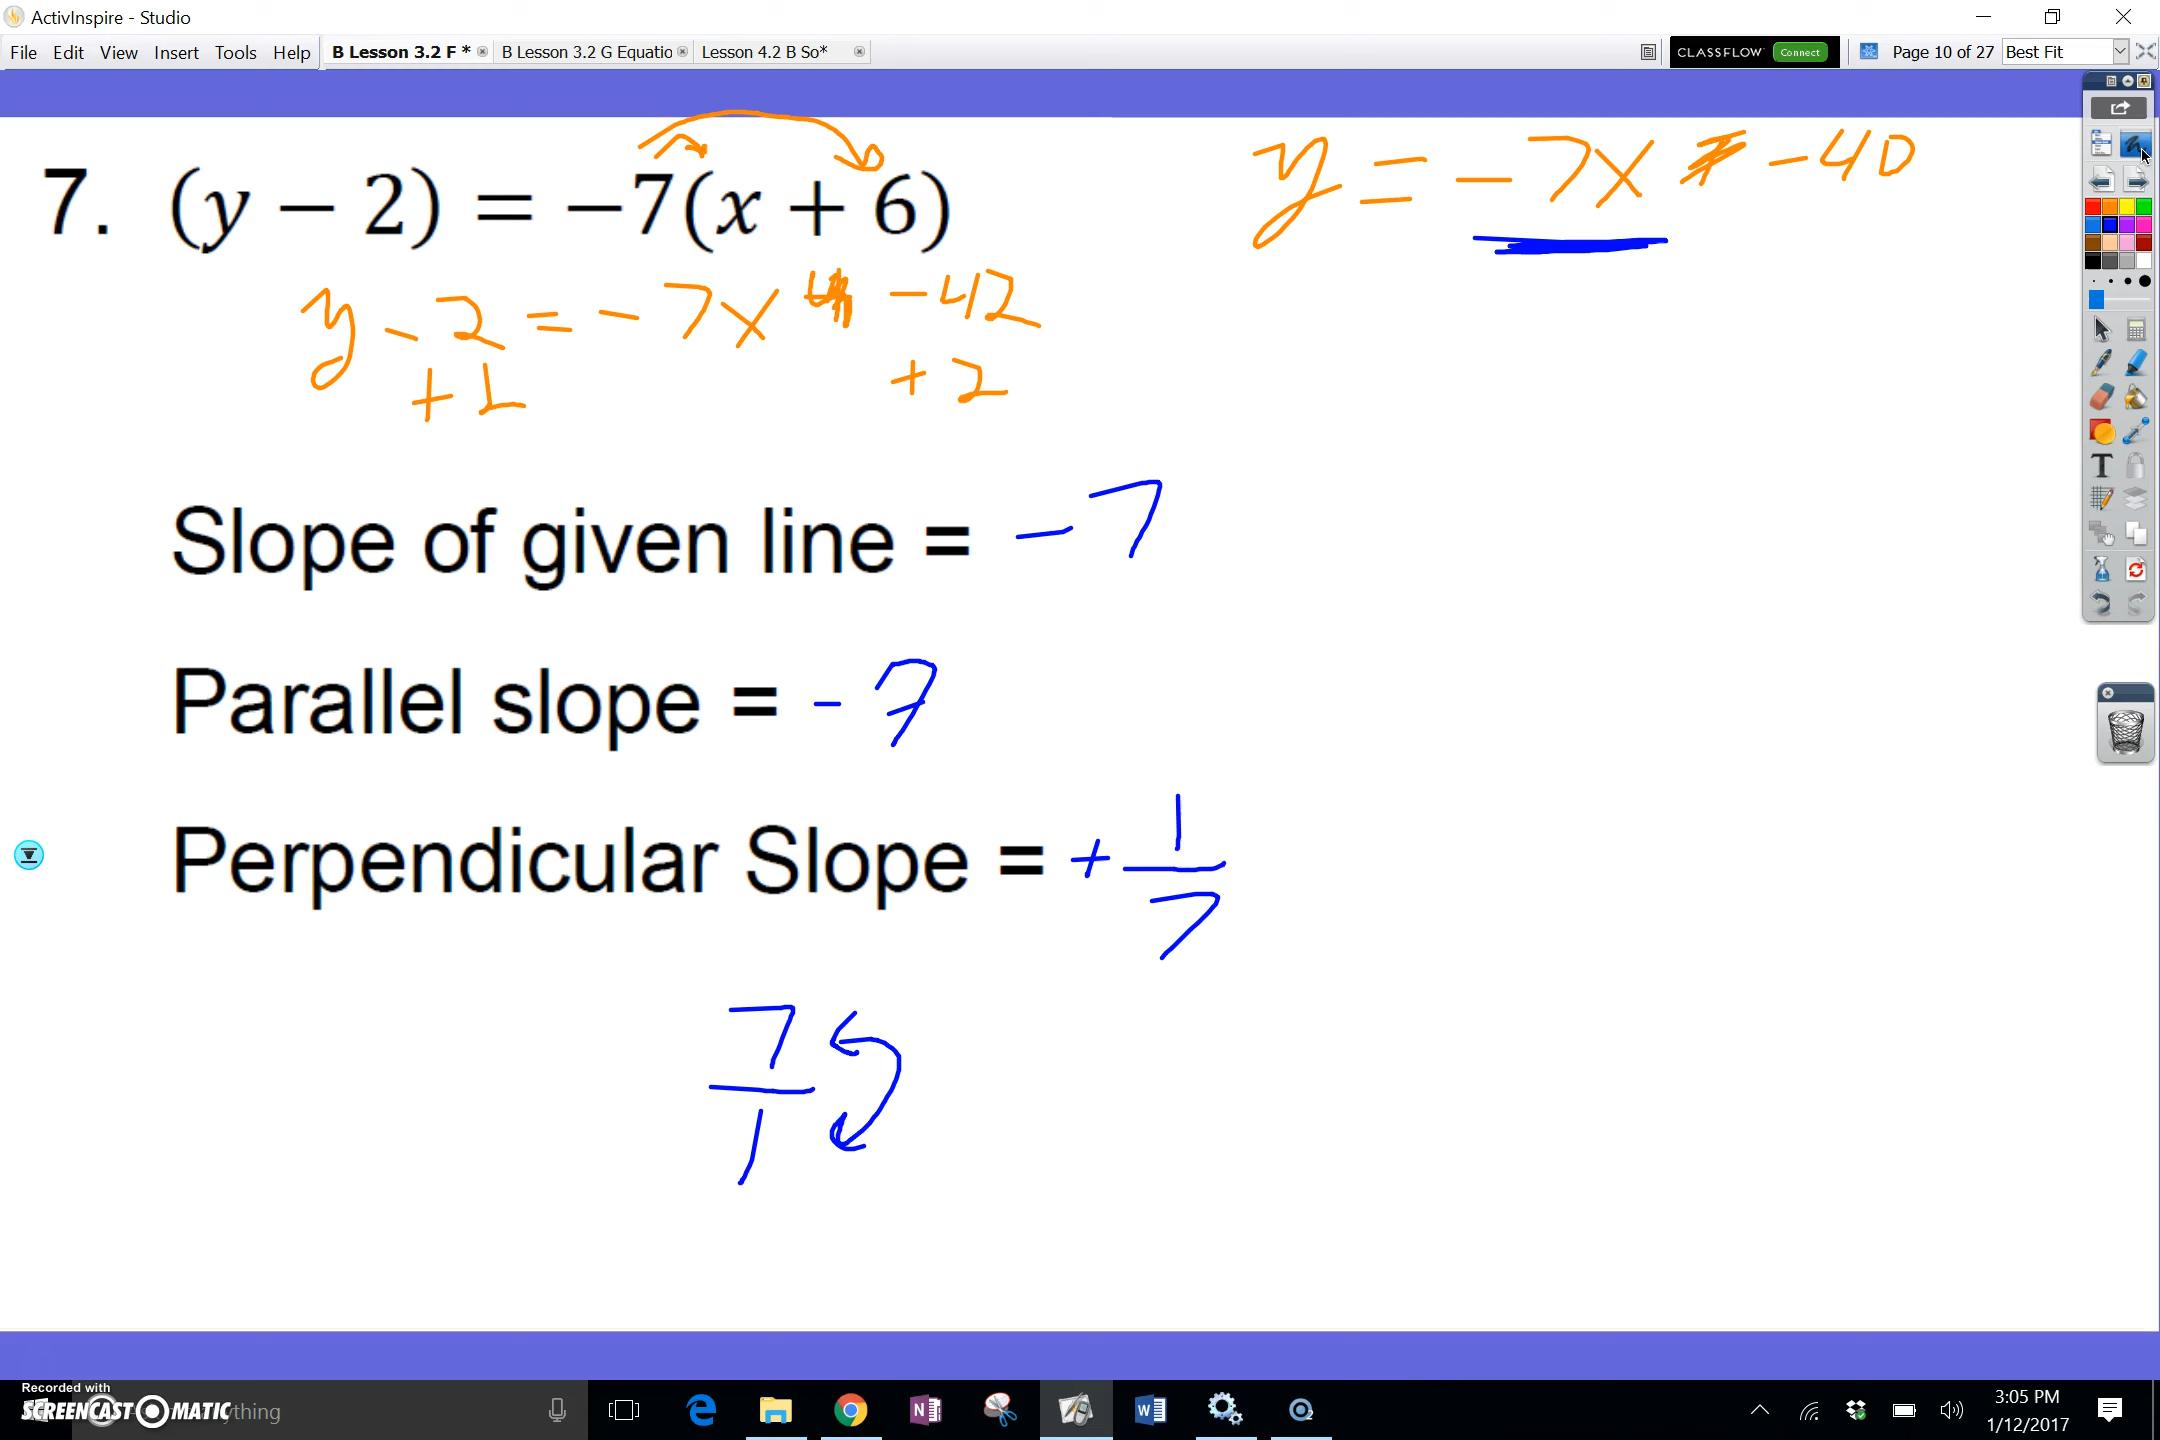 ActivInspire - Studio
File Edit View Insert Tools Help B Lesson 3.2 F * B Lesson 3.2 G Equatio Lesson 4.2 B So* CLASSFLOW Connect Page 10 of 27 Best Fit
7. (y − 2) = −7(x + 6) y = −7x −40
y − 2 = −7x −42
+1 +2
Slope of given line = −7
Parallel slope = -7
Perpendicular Slope = + 1/7
7/1
Recorded with
SCREENCAST MATIC ything
3:05 PM
1/12/2017